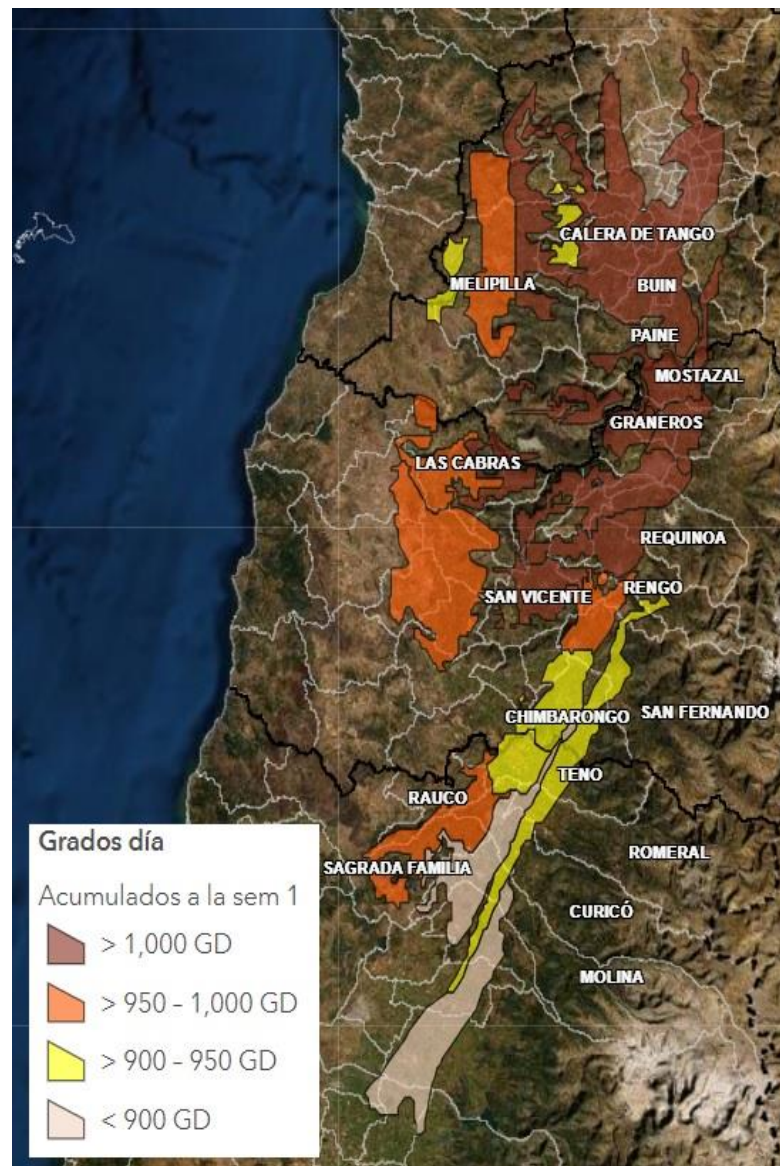 CALERA DE TANGO
MELIPILLA
BUIN
PAINE
MOSTAZAL
GRANEROS
LAS CABRAS
REQUINOA
RENGO
SAN VICENTE
SAN FERNANDO
CHIMBARONGO
TENO
RAUCO
ROMERAL
SAGRADA FAMILIA
CURICÓ
MOLINA
Grados día
Acumulados a la sem 1
> 1,000 GD
> 950 - 1,000 GD
> 900 - 950 GD
< 900 GD